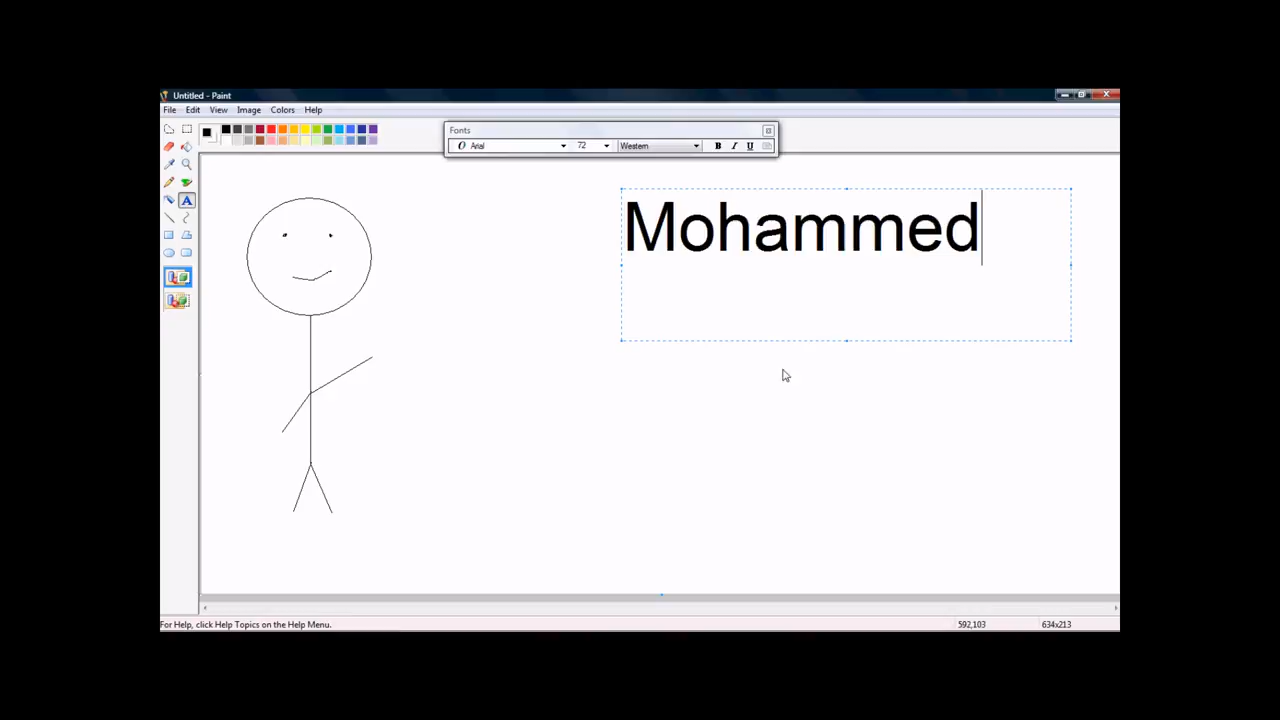 Untitled - Paint
File Edit View Image Colors Help
Fonts
Arial 72 Western B I U
A
Mohammed
For Help, click Help Topics on the Help Menu. 592,103 634x213